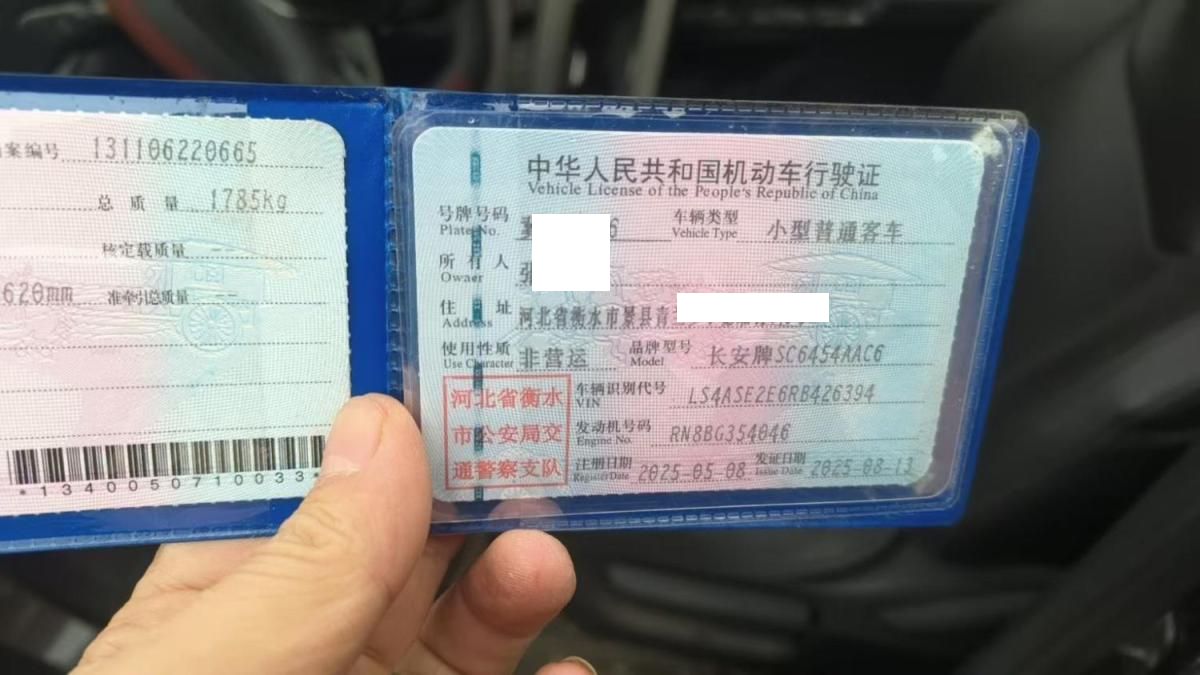 案编号 131106220665
总质量 1785kg
核定载质量 --
620mm 准牵引总质量 --
*134005071003 3*
中华人民共和国机动车行驶证
Vehicle License of the People's Republic of China
号牌号码 6 车辆类型 小型普通客车
Plate No. Vehicle Type
所有人 张
Owner
住址 河北省衡水市景县青
Address
使用性质 非营运 品牌型号 长安牌SC6454AAC6
Use Character Model
河北省衡水
市公安局交
通警察支队
车辆识别代号 LS4ASE2E6RB426394
VIN
发动机号码 RN8BG354046
Engine No.
注册日期 2025-05-08 发证日期 2025-08-13
Register Date Issue Date